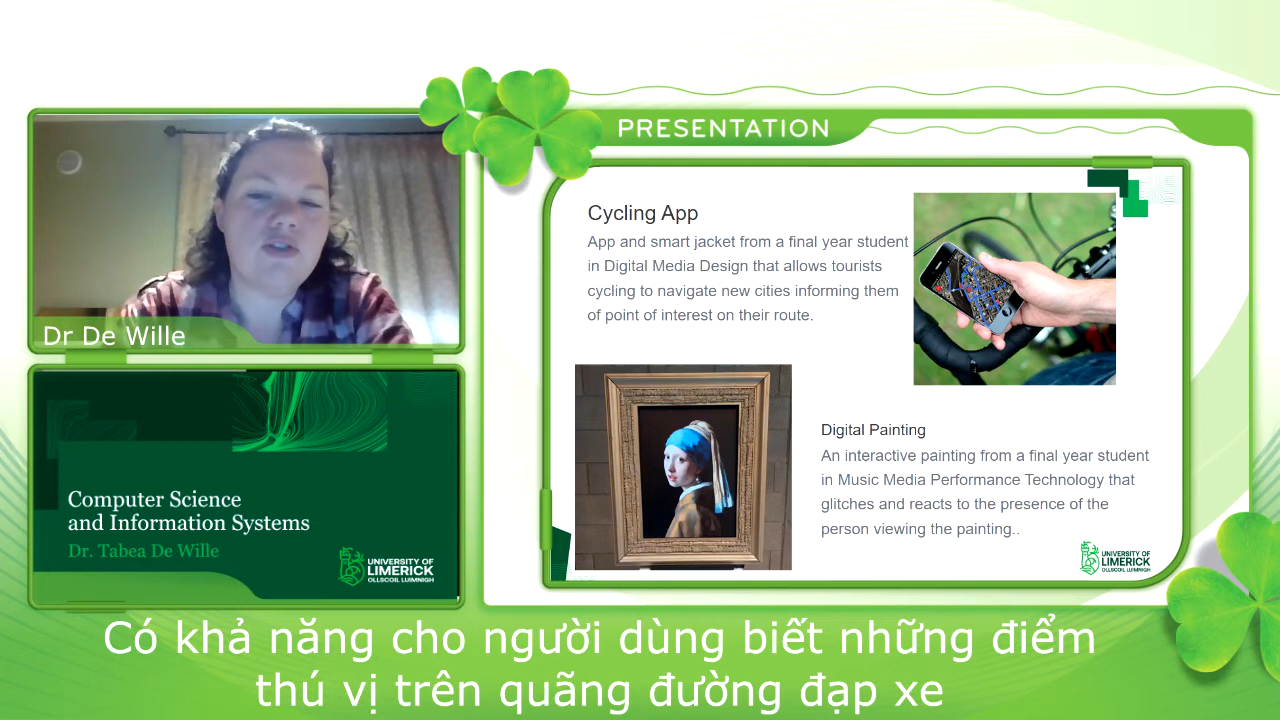 PRESENTATION
Dr De Wille
Computer Science
and Information Systems
Dr. Tabea De Wille
UNIVERSITY OF
LIMERICK
OLLSCOIL LUIMNIGH
Cycling App
App and smart jacket from a final year student
in Digital Media Design that allows tourists
cycling to navigate new cities informing them
of point of interest on their route.
Digital Painting
An interactive painting from a final year student
in Music Media Performance Technology that
glitches and reacts to the presence of the
person viewing the painting..
UNIVERSITY OF
LIMERICK
OLLSCOIL LUIMNIGH
Có khả năng cho người dùng biết những điểm
thú vị trên quãng đường đạp xe